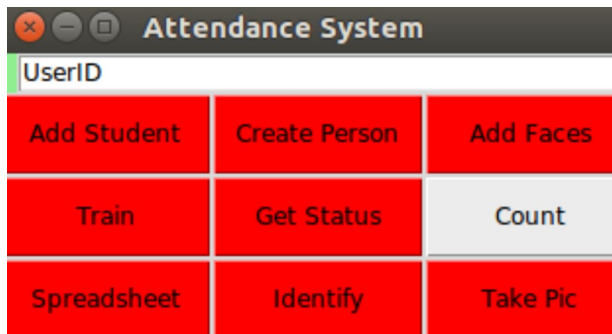 Attendance System
UserID
Add Student Create Person Add Faces
Train Get Status Count
Spreadsheet Identify Take Pic